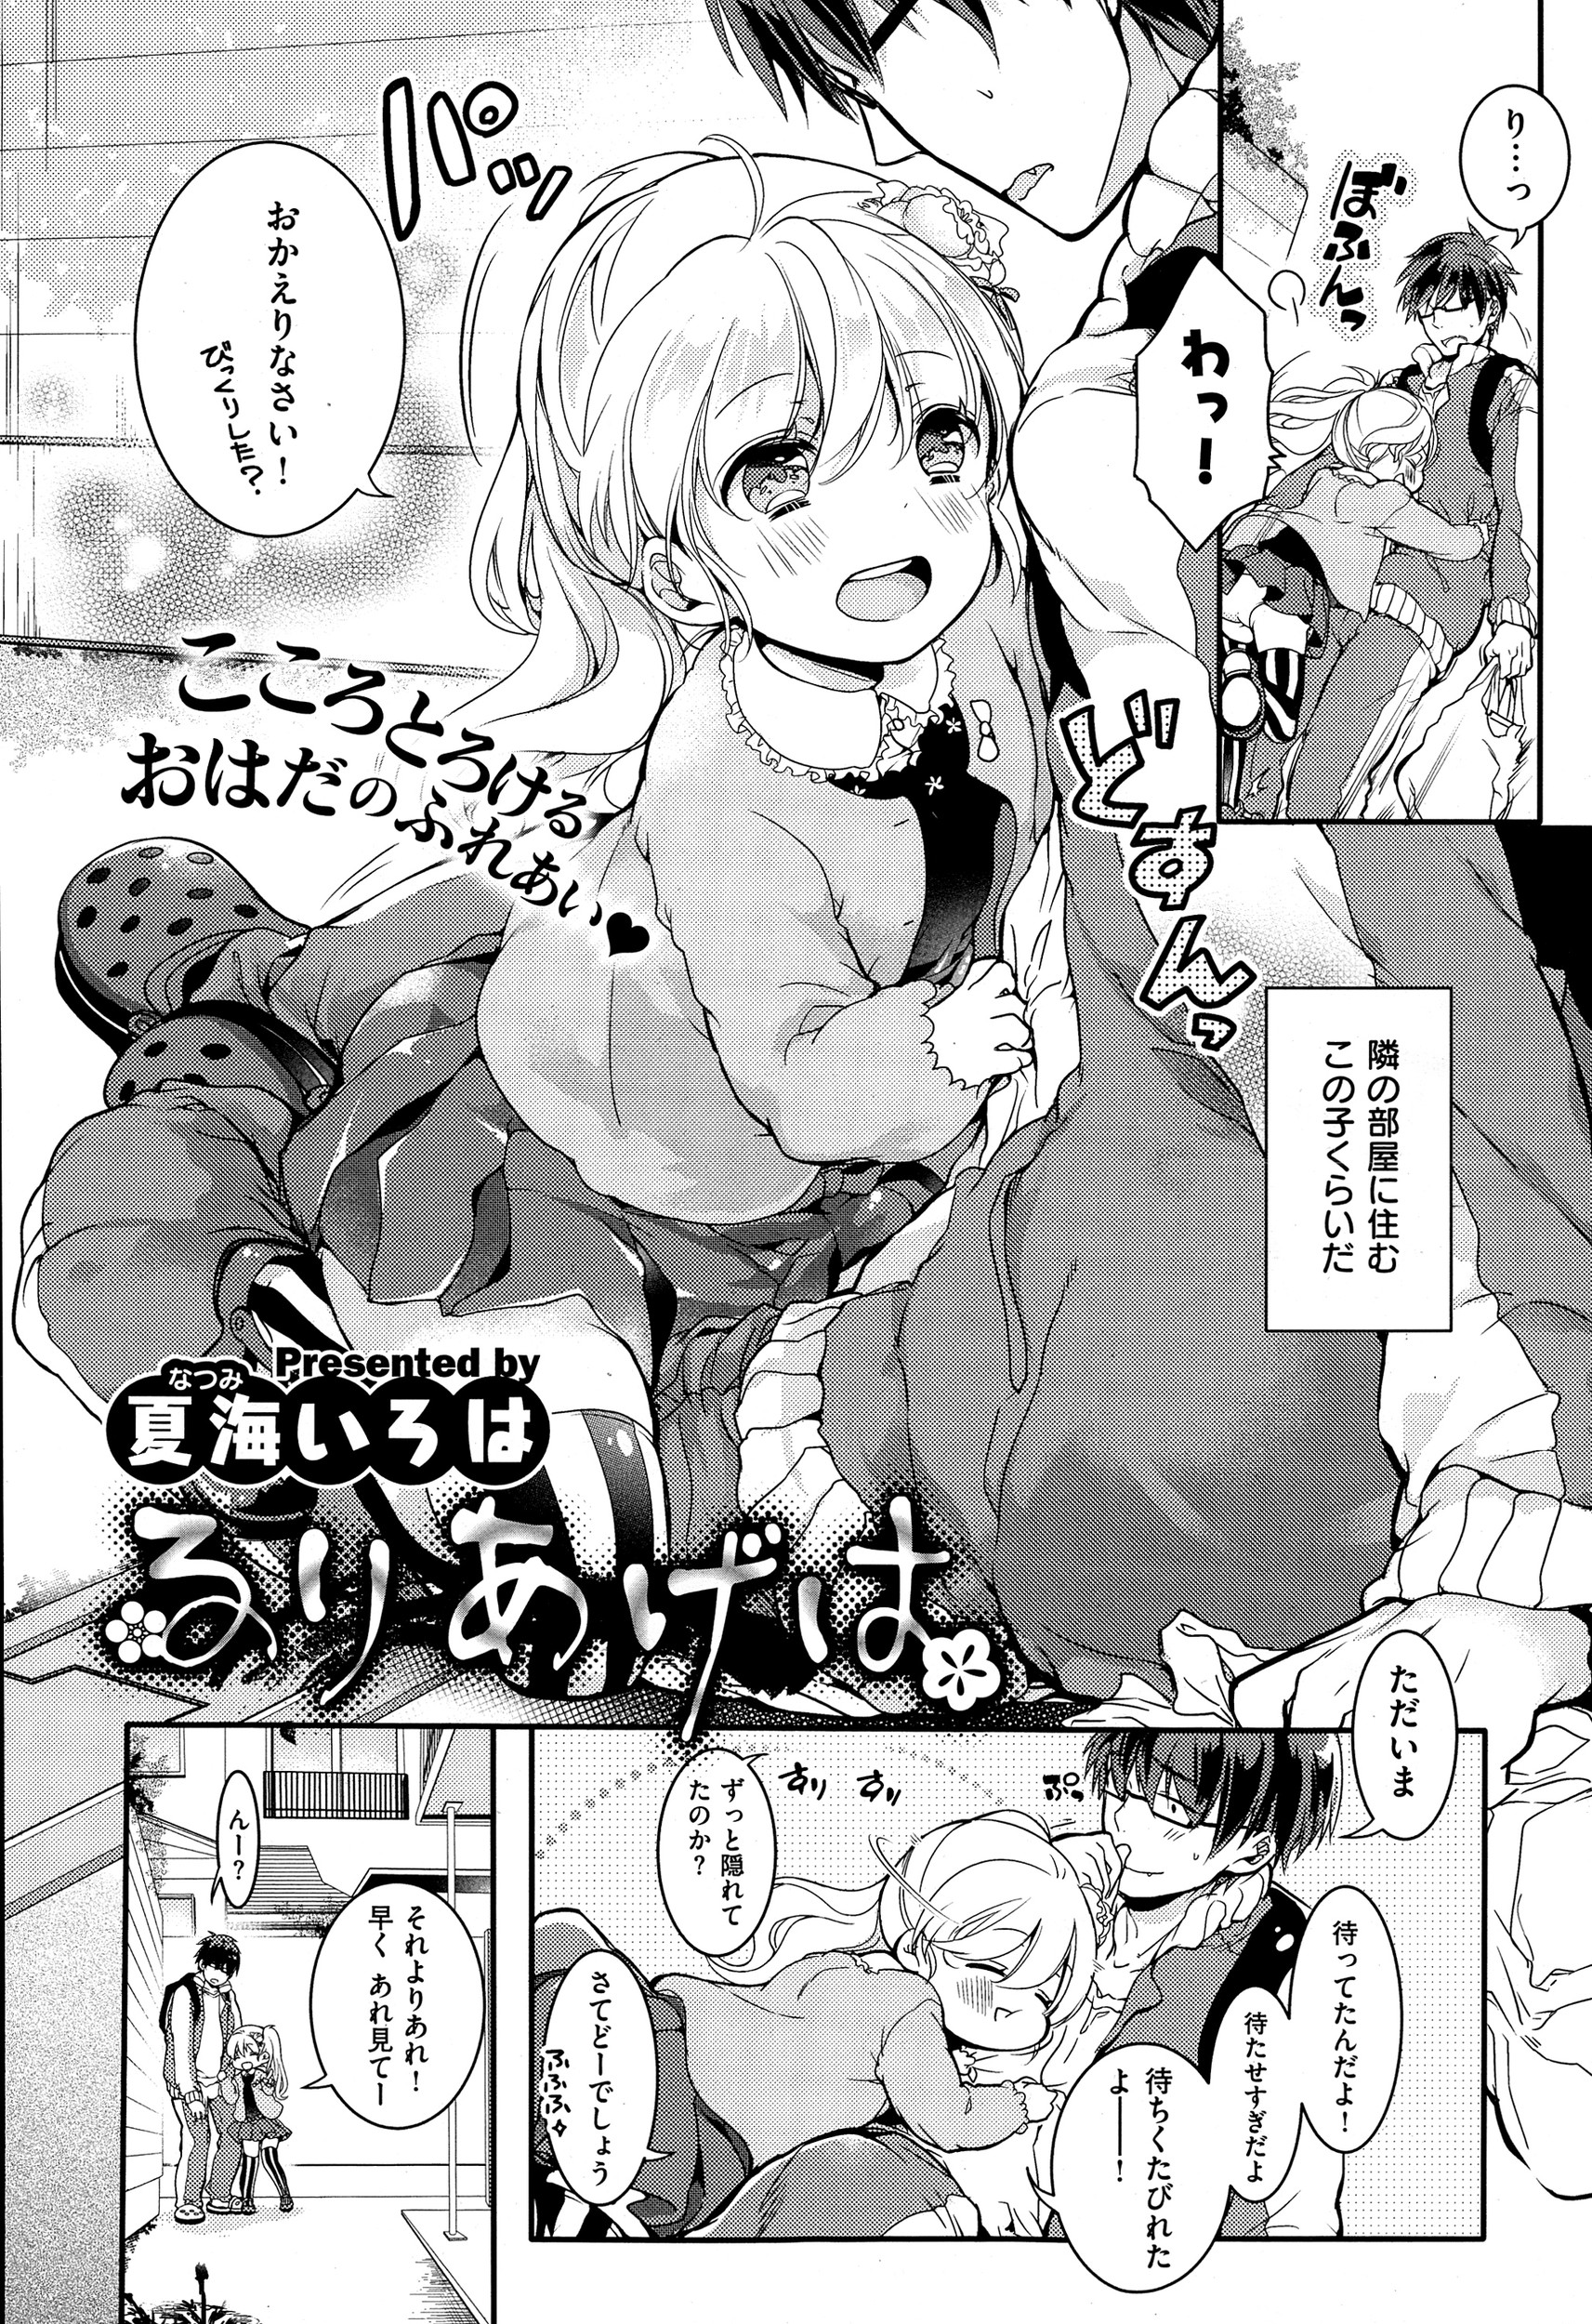 り…っ
ぼふんっ
わっ！
パッ
おかえりなさい！
びっくりした？
こころとろける
おはだのふれあい♥
どすんっ
隣の部屋に住む
この子くらいだ
Presented by
なつみ
夏海いろは
るりあげは
ただいま
待ってたんだよ！
待たせすぎだよ
待ちくたびれた
よーー！
ぷっ
すり
すり
ずっと隠れて
たのか？
さてどーでしょう
ふふふ
それよりあれ！
早く あれ見てー
んー？